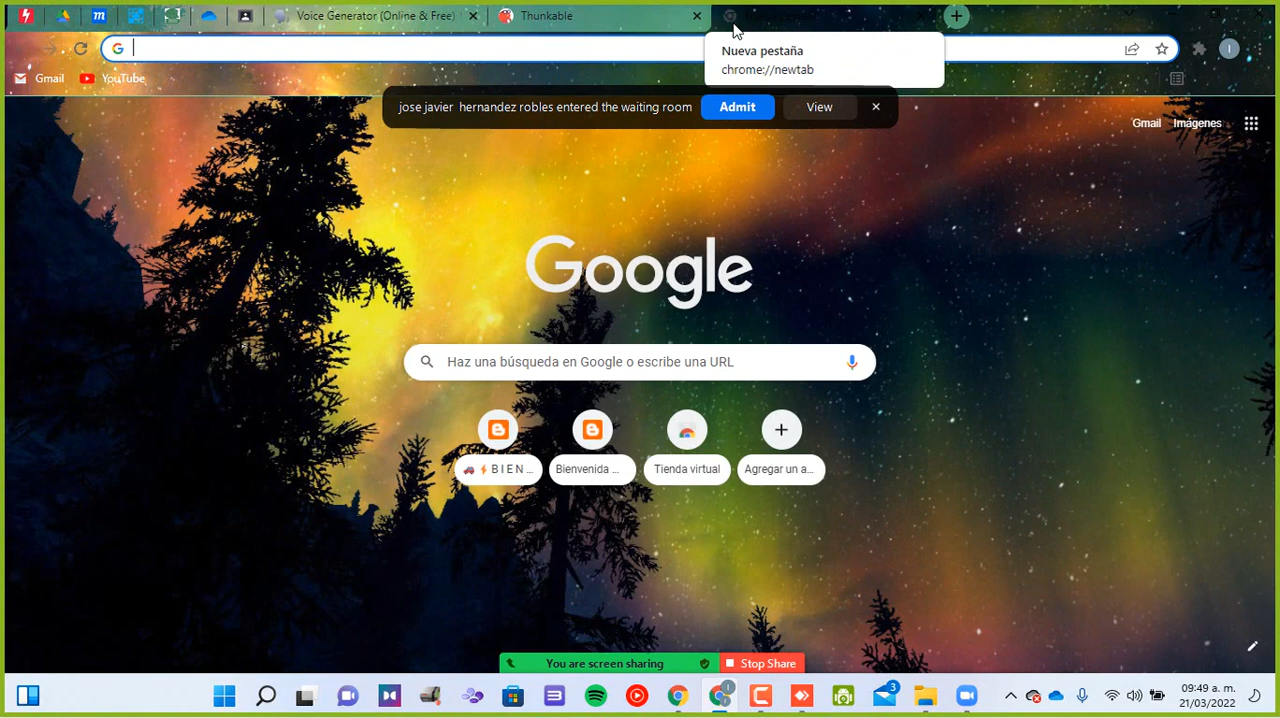 Voice Generator (Online & Free)
Thunkable
Nueva pestaña
chrome://newtab
Gmail
YouTube
jose javier hernandez robles entered the waiting room
Admit
View
Gmail
Imágenes
Google
Haz una búsqueda en Google o escribe una URL
B I E N ...
Bienvenida ...
Tienda virtual
Agregar un a...
You are screen sharing
Stop Share
3
09:49 a. m.
21/03/2022